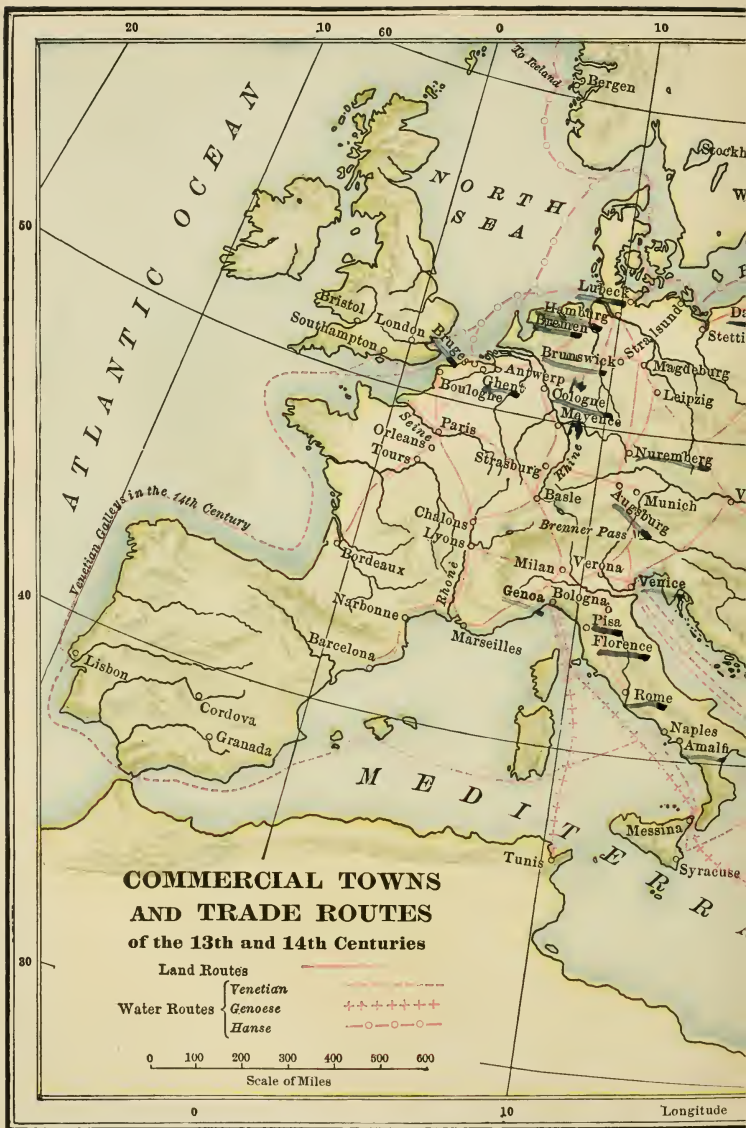 20
10
60
0
10
To Iceland
Bergen
Stockh
ATLANTIC OCEAN
NORTH
SEA
50
Lubeck
Hamburg
Bremen
Stralsund
Stetti
Bristol
London
Southampton
Bruges
Brunswick
Magdeburg
Antwerp
Ghent
Boulogne
Cologne
Leipzig
Mayence
Seine
Paris
Orleans
Tours
Strasburg
Rhine
Nuremberg
Basle
Munich
Augsburg
Venetian Galleys in the 14th Century
Chalons
Brenner Pass
Lyons
Bordeaux
Milan
Verona
Rhone
Venice
40
Genoa
Bologna
Narbonne
Pisa
Marseilles
Florence
Barcelona
Lisbon
Rome
Cordova
Granada
Naples
Amalfi
MEDITERRA
Messina
Tunis
Syracuse
COMMERCIAL TOWNS
AND TRADE ROUTES
of the 13th and 14th Centuries
30
Land Routes
Water Routes
Venetian
Genoese
Hanse
0 100 200 300 400 500 600
Scale of Miles
0
10
Longitude